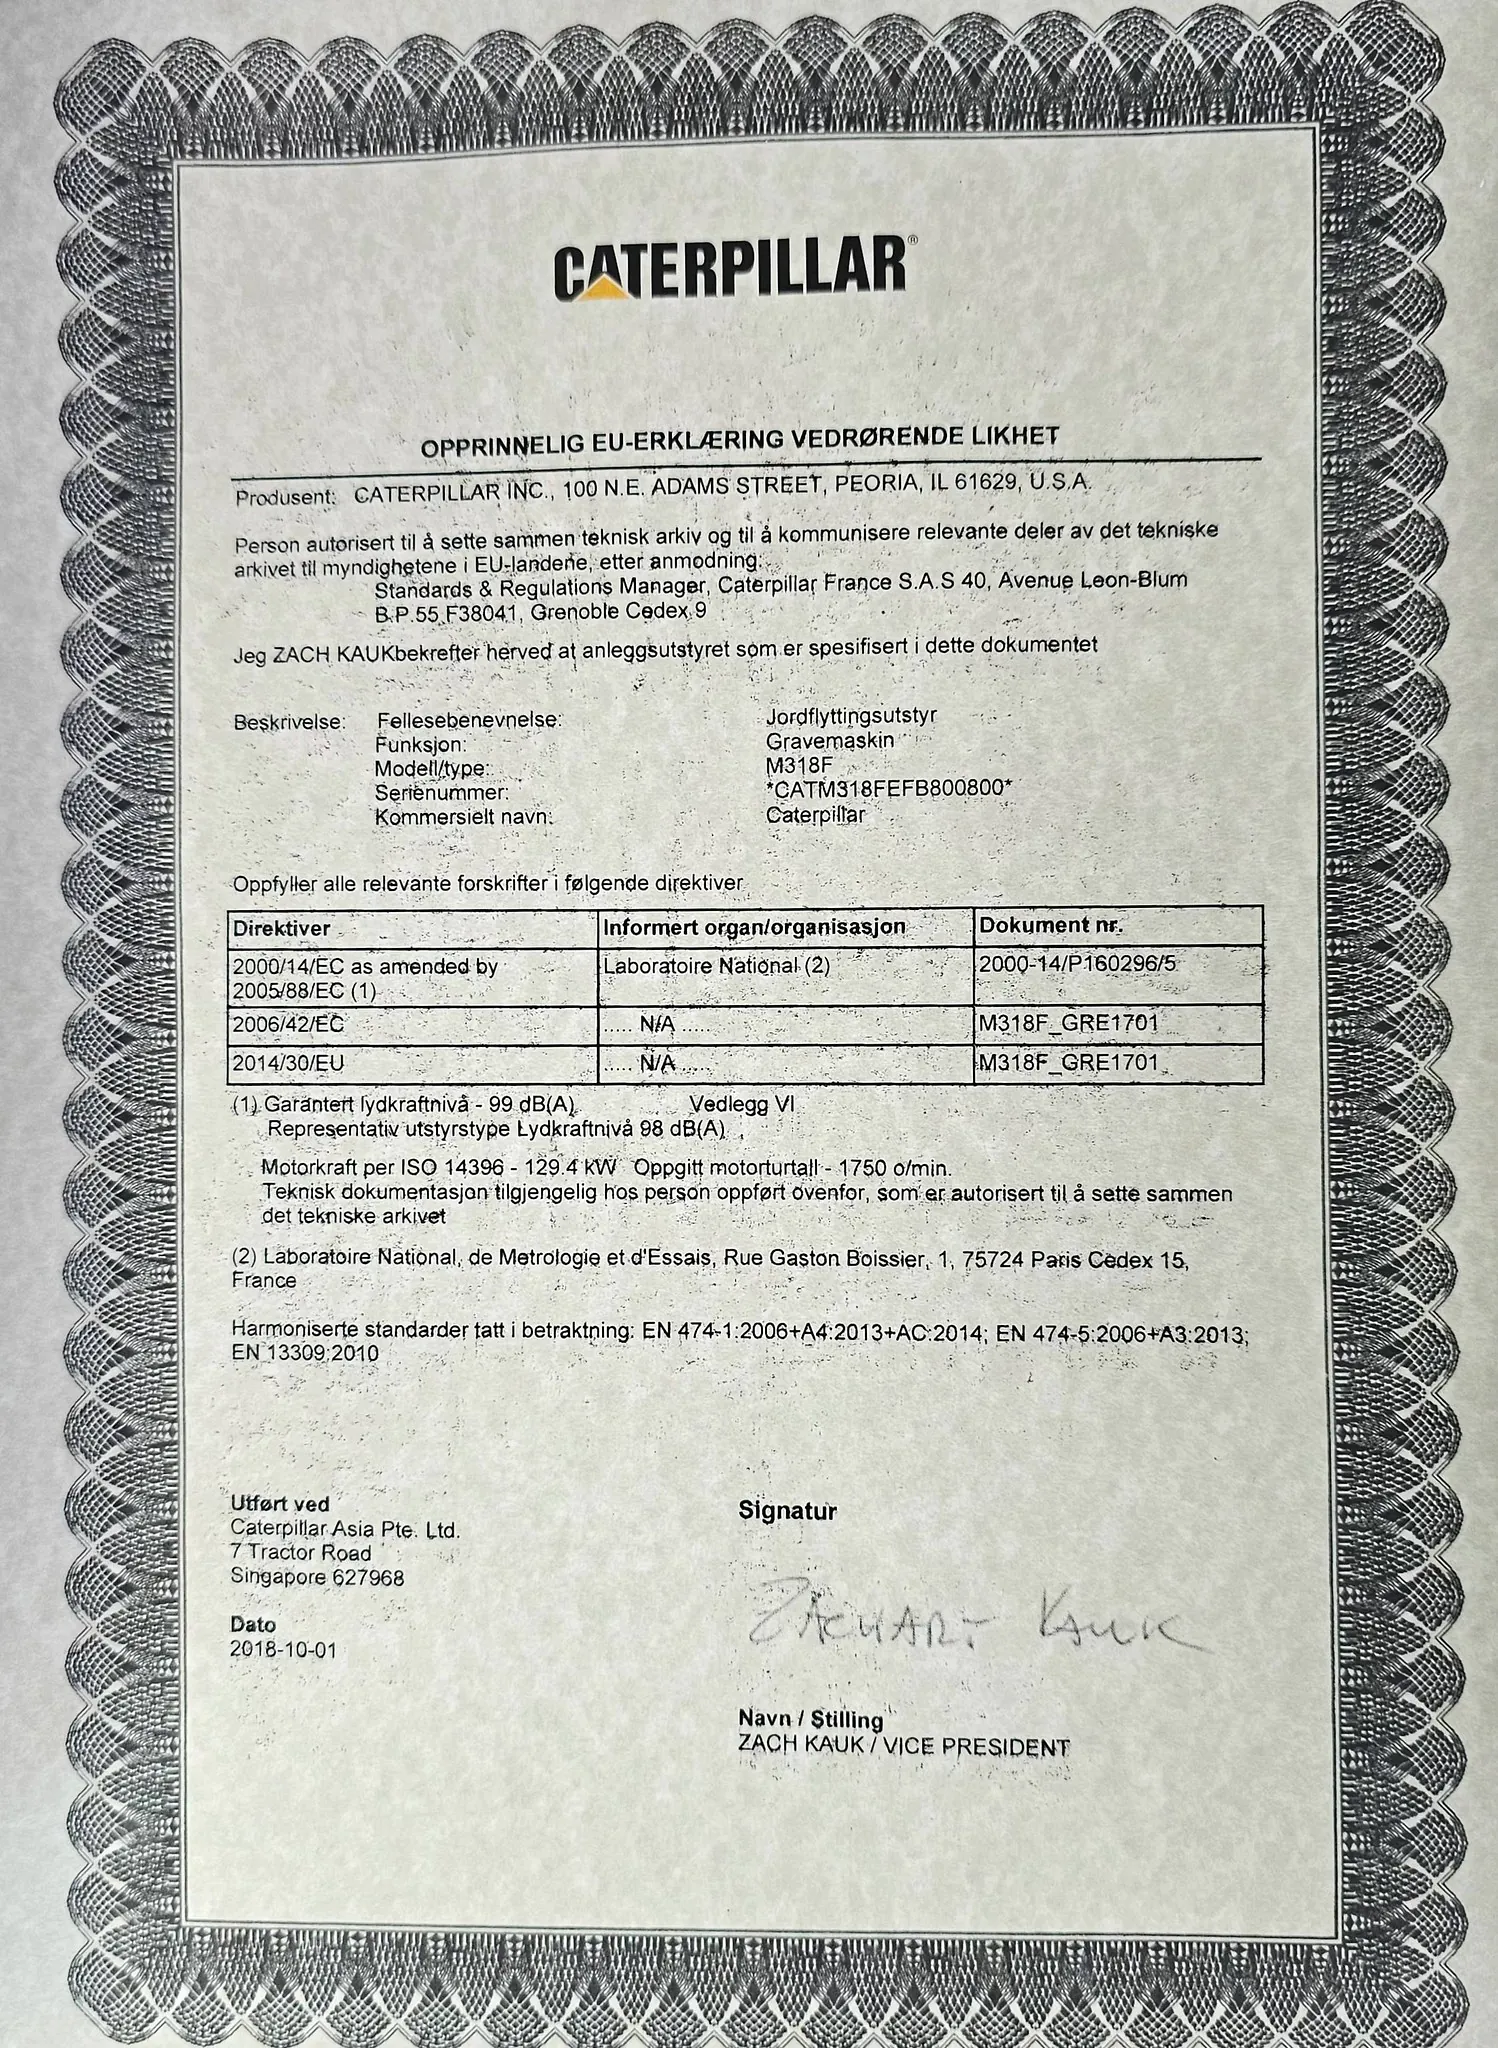 CATERPILLAR®
OPPRINNELIG EU-ERKLÆRING VEDRØRENDE LIKHET
Produsent: CATERPILLAR INC., 100 N.E. ADAMS STREET, PEORIA, IL 61629, U.S.A.
Person autorisert til å sette sammen teknisk arkiv og til å kommunisere relevante deler av det tekniske
arkivet til myndighetene i EU-landene, etter anmodning:
Standards & Regulations Manager, Caterpillar France S.A.S 40, Avenue Leon-Blum
B.P.55, F38041, Grenoble Cedex 9
Jeg ZACH KAUKbekrefter herved at anleggsutstyret som er spesifisert i dette dokumentet
Beskrivelse: Fellesebenevnelse: Jordflyttingsutstyr
Funksjon: Gravemaskin
Modell/type: M318F
Serienummer: *CATM318FEFB800800*
Kommersielt navn: Caterpillar
Oppfyller alle relevante forskrifter i følgende direktiver
Direktiver Informert organ/organisasjon Dokument nr.
2000/14/EC as amended by Laboratoire National (2) 2000-14/P160296/5
2005/88/EC (1)
2006/42/EC ..... N/A ..... M318F_GRE1701
2014/30/EU ..... N/A ..... M318F_GRE1701
(1) Garantert lydkraftnivå - 99 dB(A) Vedlegg VI
Representativ utstyrstype Lydkraftnivå 98 dB(A)
Motorkraft per ISO 14396 - 129.4 kW Oppgitt motorturtall - 1750 o/min.
Teknisk dokumentasjon tilgjengelig hos person oppført ovenfor, som er autorisert til å sette sammen
det tekniske arkivet
(2) Laboratoire National, de Metrologie et d'Essais, Rue Gaston Boissier, 1, 75724 Paris Cedex 15,
France
Harmoniserte standarder tatt i betraktning: EN 474-1:2006+A4:2013+AC:2014; EN 474-5:2006+A3:2013;
EN 13309:2010
Utført ved
Caterpillar Asia Pte. Ltd.
7 Tractor Road
Singapore 627968
Dato
2018-10-01
Signatur
ZACHARY KAUK
Navn / Stilling
ZACH KAUK / VICE PRESIDENT